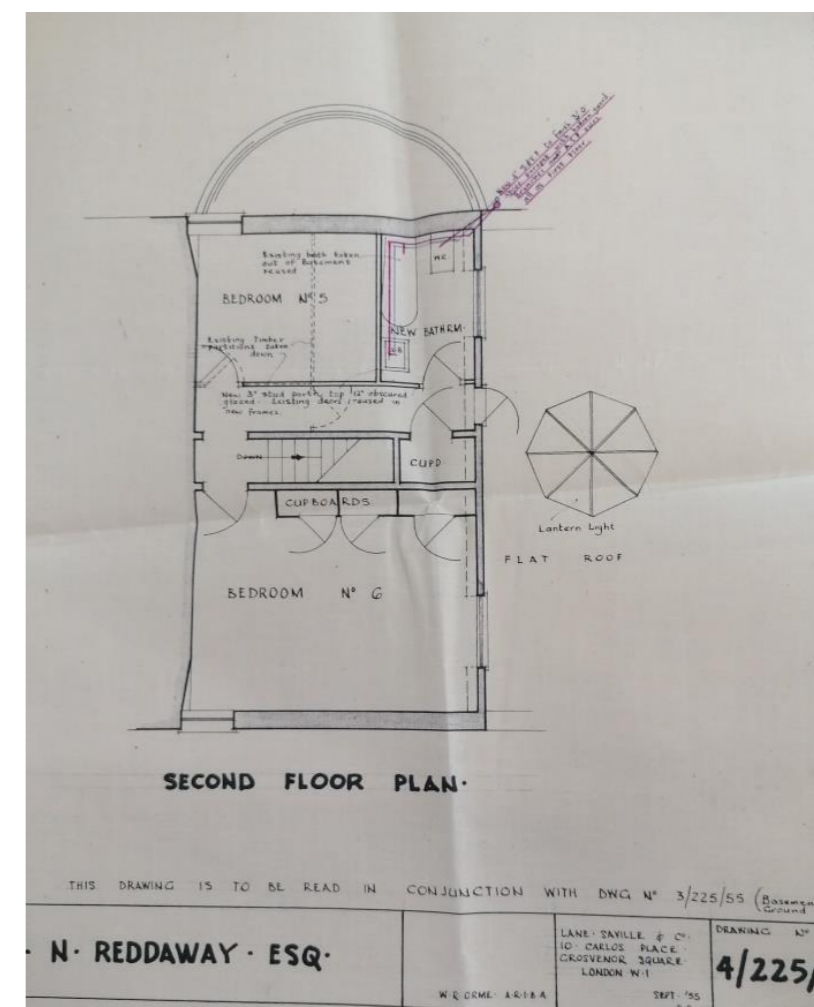 Existing bath taken
out of Basement
reused
W.C.
BEDROOM Nº 5
NEW BATHRM.
Existing Timber
partitions taken
down
New 3" stud partn, top 12" obscured
glazed. Existing doors reused in
new frames.
DOWN
CUPD.
CUPBOARDS.
Lantern Light
FLAT ROOF
BEDROOM Nº 6
SECOND FLOOR PLAN.
THIS DRAWING IS TO BE READ IN CONJUNCTION WITH DWG Nº 3/225/55 (Basemen
Ground
· N. REDDAWAY. ESQ.
W. R. ORME. A.R.I.B.A
LANE. SAVILLE & Cº.
10. CARLOS PLACE.
GROSVENOR SQUARE.
LONDON W.1
SEPT. '55
DRAWING Nº
4/225/